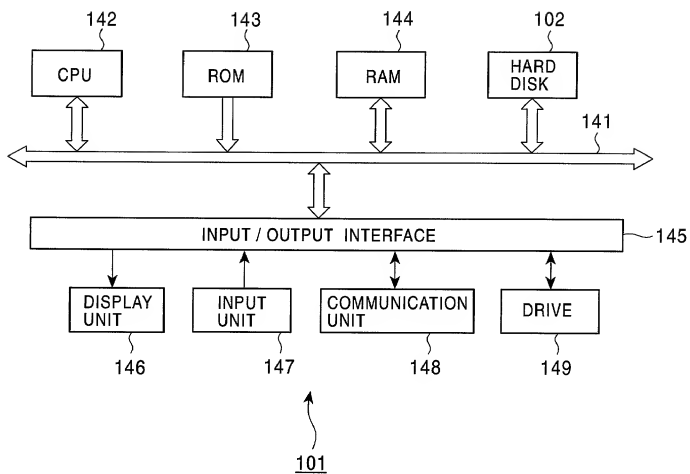 142
143
144
102
CPU
ROM
RAM
HARD
DISK
141
INPUT / OUTPUT INTERFACE
145
DISPLAY
UNIT
INPUT
UNIT
COMMUNICATION
UNIT
DRIVE
146
147
148
149
101